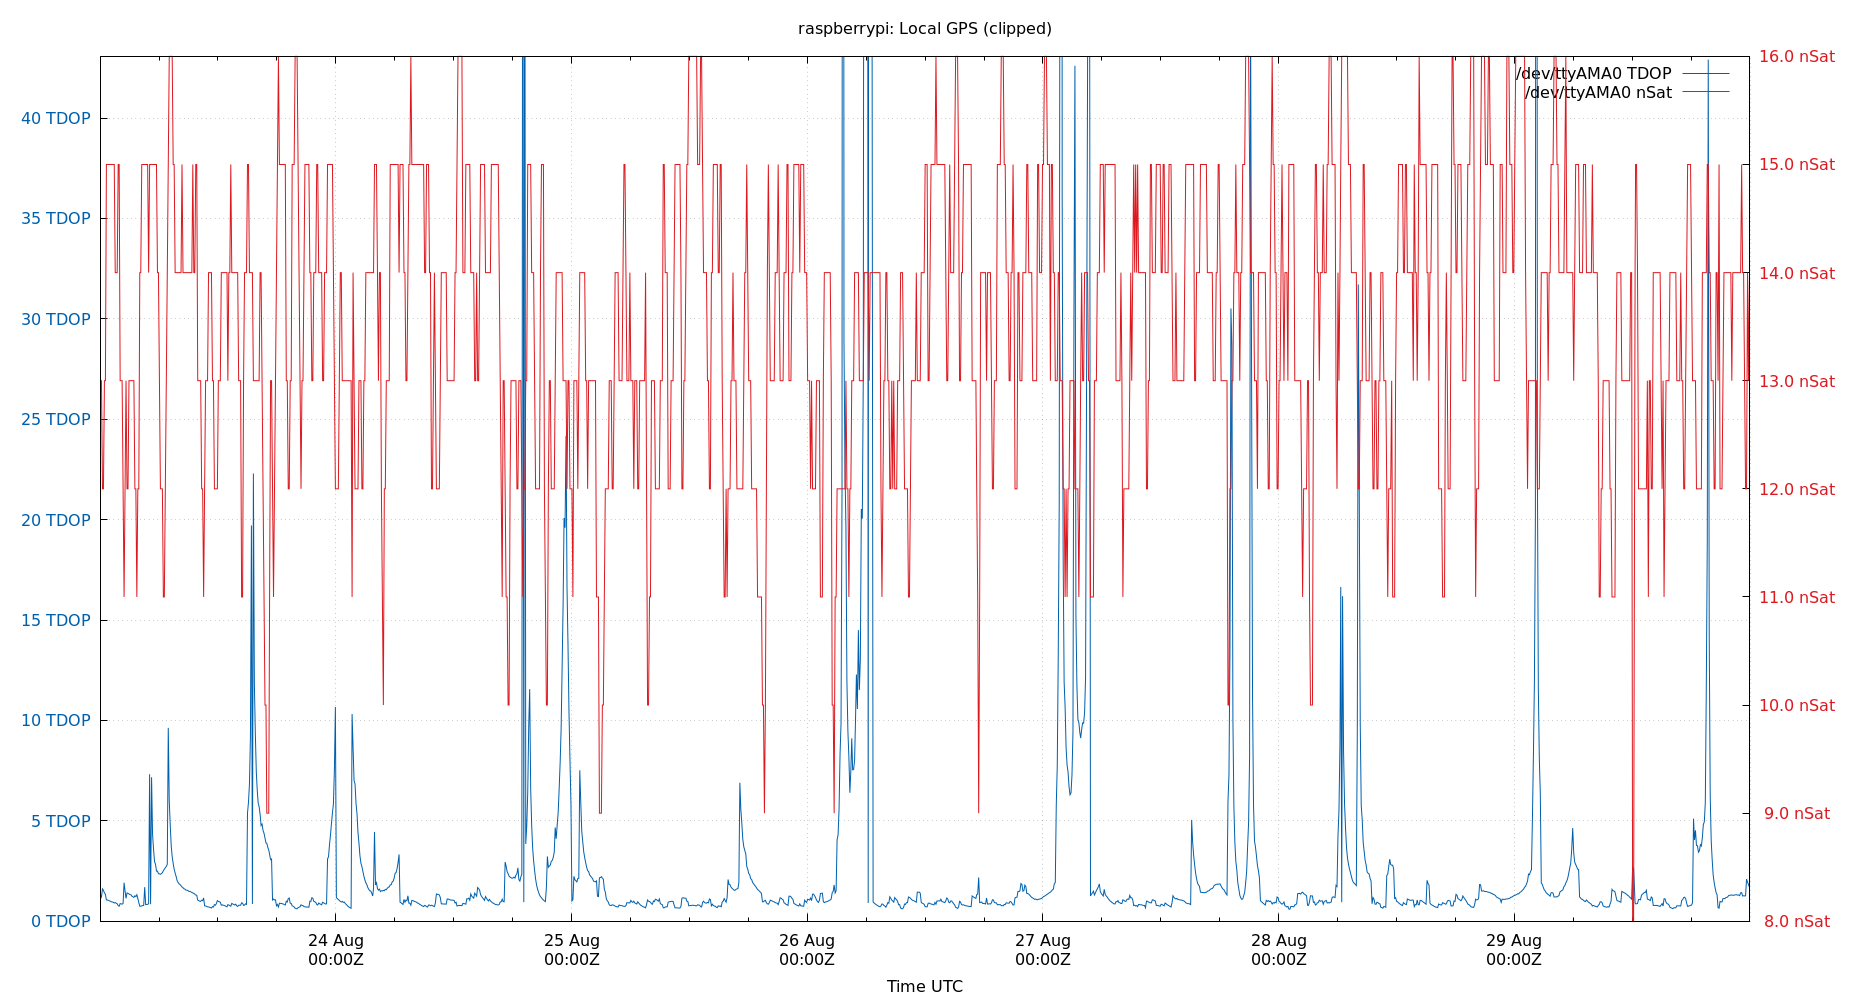 raspberrypi: Local GPS (clipped)
/dev/ttyAMA0 TDOP
/dev/ttyAMA0 nSat
40 TDOP
35 TDOP
30 TDOP
25 TDOP
20 TDOP
15 TDOP
10 TDOP
5 TDOP
0 TDOP
16.0 nSat
15.0 nSat
14.0 nSat
13.0 nSat
12.0 nSat
11.0 nSat
10.0 nSat
9.0 nSat
8.0 nSat
24 Aug
00:00Z
25 Aug
00:00Z
26 Aug
00:00Z
27 Aug
00:00Z
28 Aug
00:00Z
29 Aug
00:00Z
Time UTC